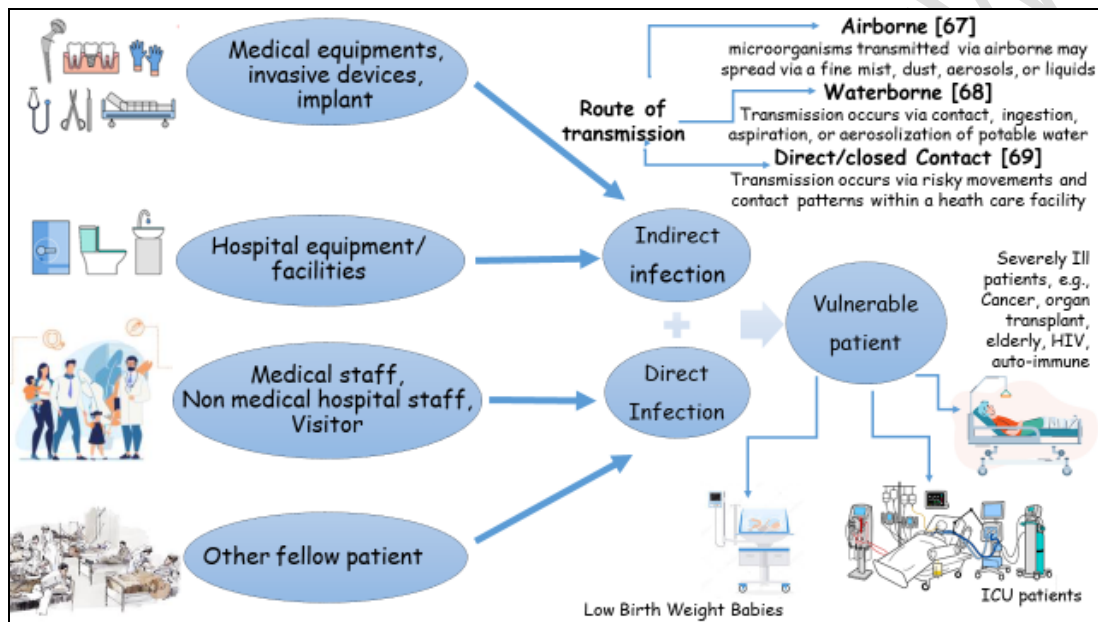 Medical equipments,
invasive devices,
implant
Hospital equipment/
facilities
Medical staff,
Non medical hospital staff,
Visitor
Other fellow patient
Route of
transmission
Airborne [67]
microorganisms transmitted via airborne may
spread via a fine mist, dust, aerosols, or liquids
Waterborne [68]
Transmission occurs via contact, ingestion,
aspiration, or aerosolization of potable water
Direct/closed Contact [69]
Transmission occurs via risky movements and
contact patterns within a heath care facility
Indirect
infection
+
Direct
Infection
Vulnerable
patient
Severely Ill
patients, e.g.,
Cancer, organ
transplant,
elderly, HIV,
auto-immune
Low Birth Weight Babies
ICU patients